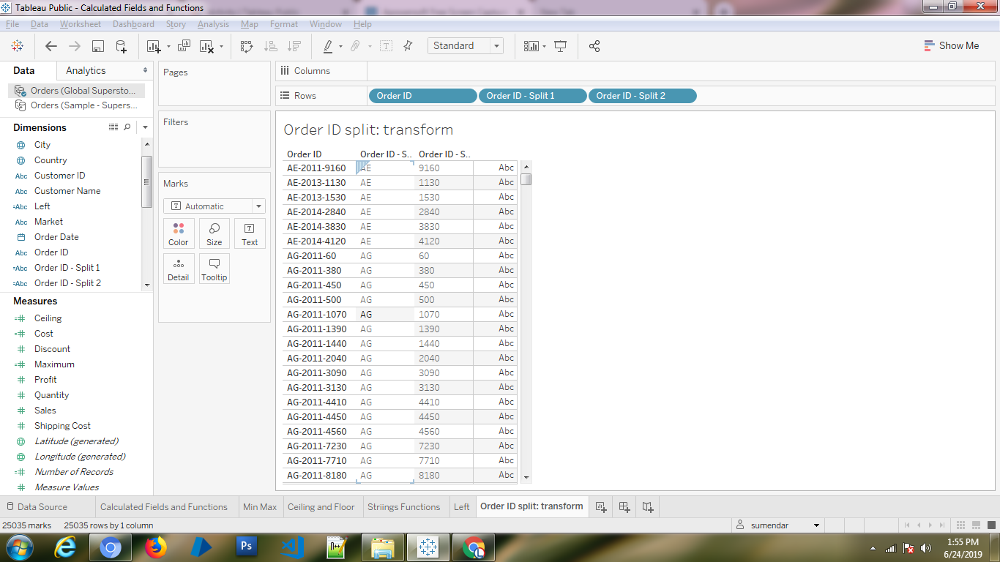 Tableau Public - Calculated Fields and Functions
File Data Worksheet Dashboard Story Analysis Map Format Window Help
Standard
Show Me
Data Analytics
Pages
Columns
Orders (Global Supersto...
Orders (Sample - Supers...
Rows Order ID Order ID - Split 1 Order ID - Split 2
Dimensions
Filters
Order ID split: transform
City
Country
Abc Customer ID
Abc Customer Name
=Abc Left
Abc Market
Order Date
Abc Order ID
=Abc Order ID - Split 1
=Abc Order ID - Split 2
Measures
=# Ceiling
=# Cost
# Discount
=# Maximum
# Profit
# Quantity
# Sales
# Shipping Cost
Latitude (generated)
Longitude (generated)
=# Number of Records
# Measure Values
Marks
T Automatic
Color Size T Text
Detail Tooltip
Order ID Order ID - S.. Order ID - S..
AE-2011-9160 AE 9160 Abc
AE-2013-1130 AE 1130 Abc
AE-2013-1530 AE 1530 Abc
AE-2014-2840 AE 2840 Abc
AE-2014-3830 AE 3830 Abc
AE-2014-4120 AE 4120 Abc
AG-2011-60 AG 60 Abc
AG-2011-380 AG 380 Abc
AG-2011-450 AG 450 Abc
AG-2011-500 AG 500 Abc
AG-2011-1070 AG 1070 Abc
AG-2011-1390 AG 1390 Abc
AG-2011-1440 AG 1440 Abc
AG-2011-2040 AG 2040 Abc
AG-2011-3090 AG 3090 Abc
AG-2011-3130 AG 3130 Abc
AG-2011-4410 AG 4410 Abc
AG-2011-4450 AG 4450 Abc
AG-2011-4560 AG 4560 Abc
AG-2011-7230 AG 7230 Abc
AG-2011-7710 AG 7710 Abc
AG-2011-8180 AG 8180 Abc
Data Source Calculated Fields and Functions Min Max Ceiling and Floor Striings Functions Left Order ID split: transform
25035 marks 25035 rows by 1 column sumendar
Ps
1:55 PM
6/24/2019